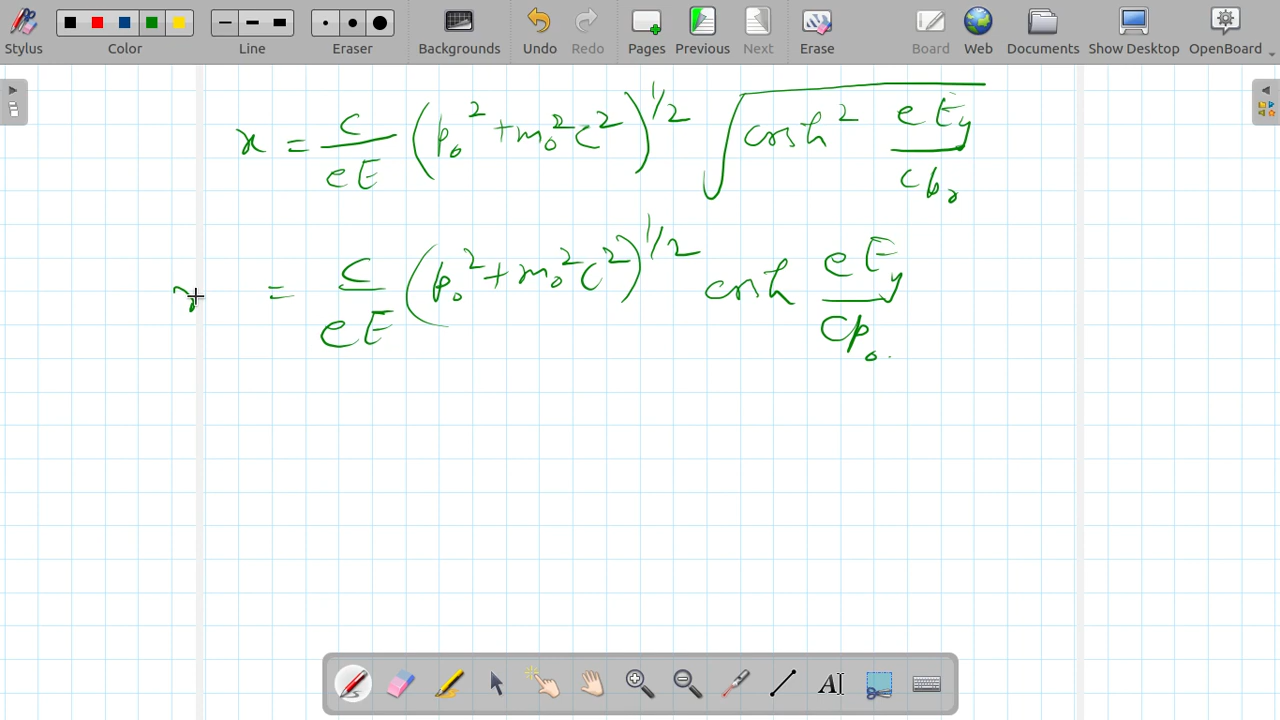 Stylus Color Line Eraser Backgrounds Undo Redo Pages Previous Next Erase Board Web Documents Show Desktop OpenBoard
x = c/eE (p₀² + m₀²c²)^1/2 √(cosh² eEy/cp₀)
x = c/eE (p₀² + m₀²c²)^1/2 cosh eEy/cp₀.
AI